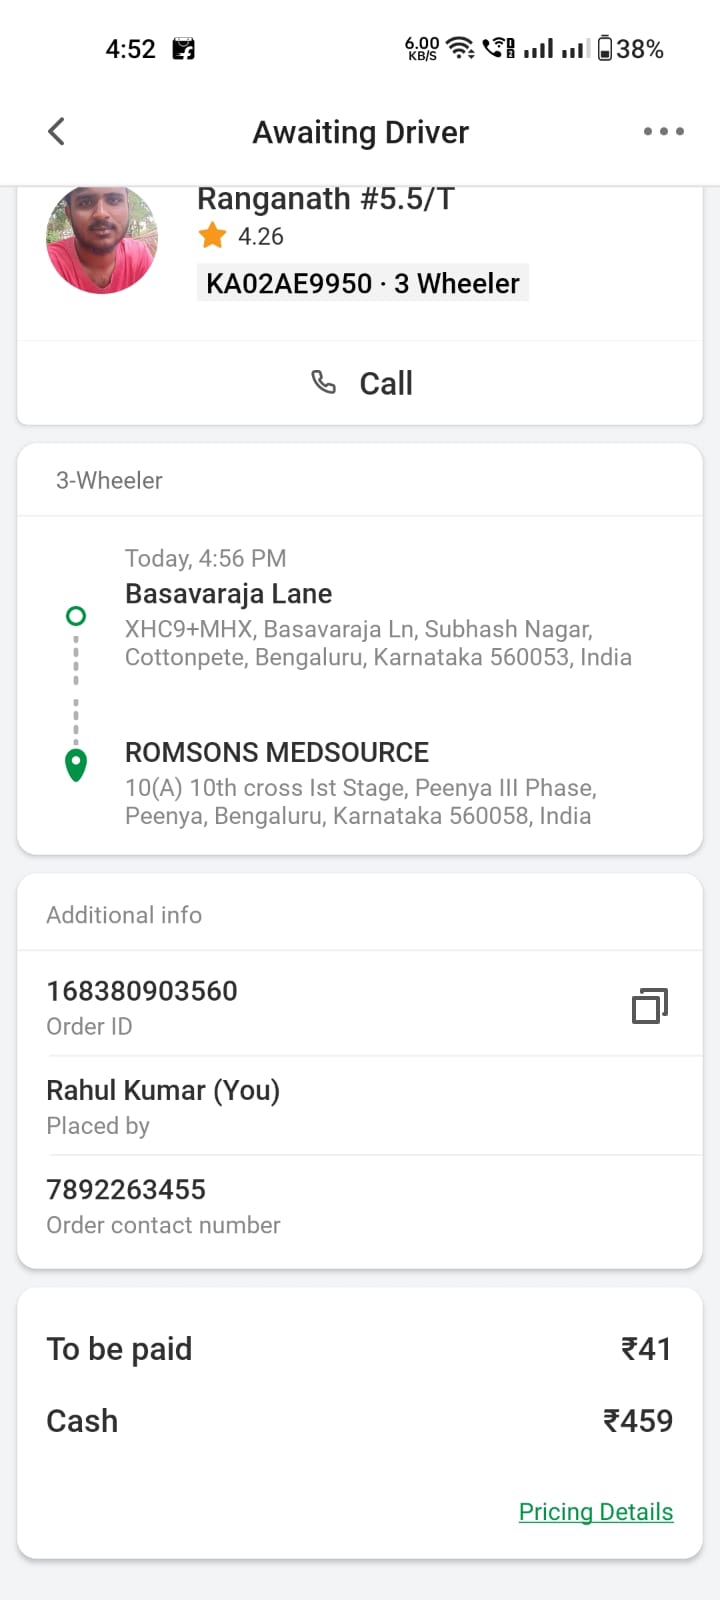 4:52
6.00 KB/S
38%
Awaiting Driver
Ranganath #5.5/T
4.26
KA02AE9950 · 3 Wheeler
Call
3-Wheeler
Today, 4:56 PM
Basavaraja Lane
XHC9+MHX, Basavaraja Ln, Subhash Nagar,
Cottonpete, Bengaluru, Karnataka 560053, India
ROMSONS MEDSOURCE
10(A) 10th cross Ist Stage, Peenya III Phase,
Peenya, Bengaluru, Karnataka 560058, India
Additional info
168380903560
Order ID
Rahul Kumar (You)
Placed by
7892263455
Order contact number
To be paid ₹41
Cash ₹459
Pricing Details